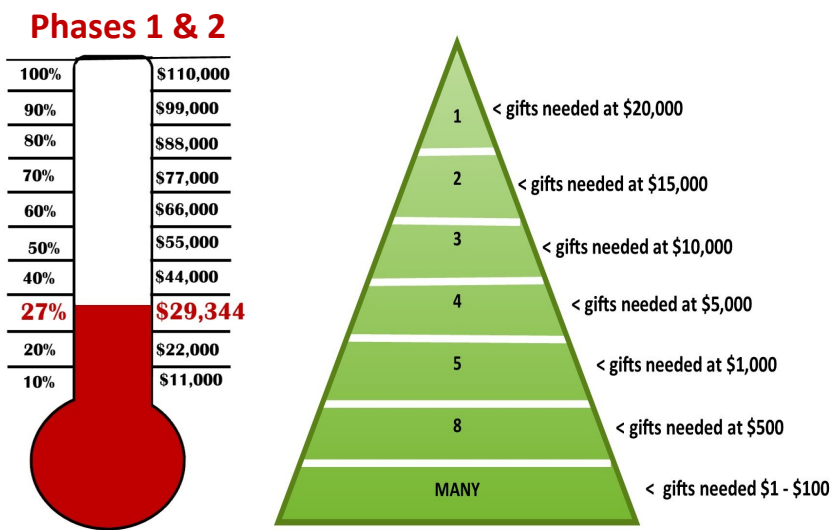 Phases 1 & 2
100% $110,000
90% $99,000
80% $88,000
70% $77,000
60% $66,000
50% $55,000
40% $44,000
27% $29,344
20% $22,000
10% $11,000
1 < gifts needed at $20,000
2 < gifts needed at $15,000
3 < gifts needed at $10,000
4 < gifts needed at $5,000
5 < gifts needed at $1,000
8 < gifts needed at $500
MANY < gifts needed $1 - $100